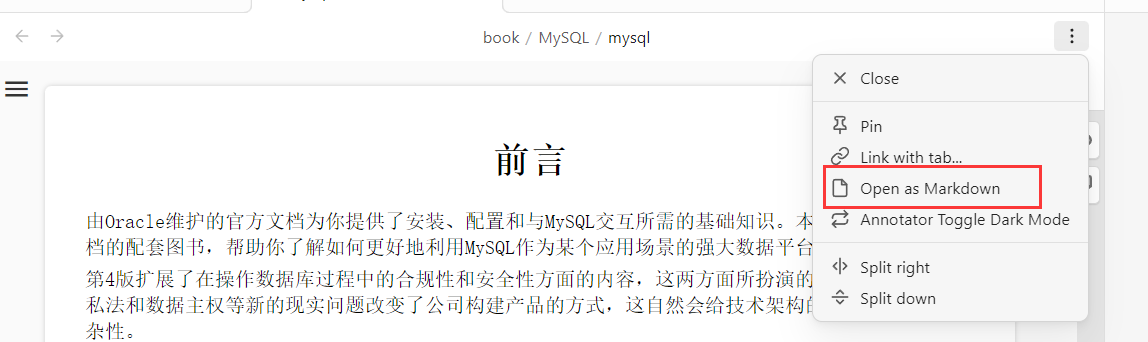 book / MySQL / mysql
Close
Pin
Link with tab...
Open as Markdown
Annotator Toggle Dark Mode
Split right
Split down
前言
由Oracle维护的官方文档为你提供了安装、配置和与MySQL交互所需的基础知识。本
档的配套图书，帮助你了解如何更好地利用MySQL作为某个应用场景的强大数据平台
第4版扩展了在操作数据库过程中的合规性和安全性方面的内容，这两方面所扮演的
私法和数据主权等新的现实问题改变了公司构建产品的方式，这自然会给技术架构的
杂性。